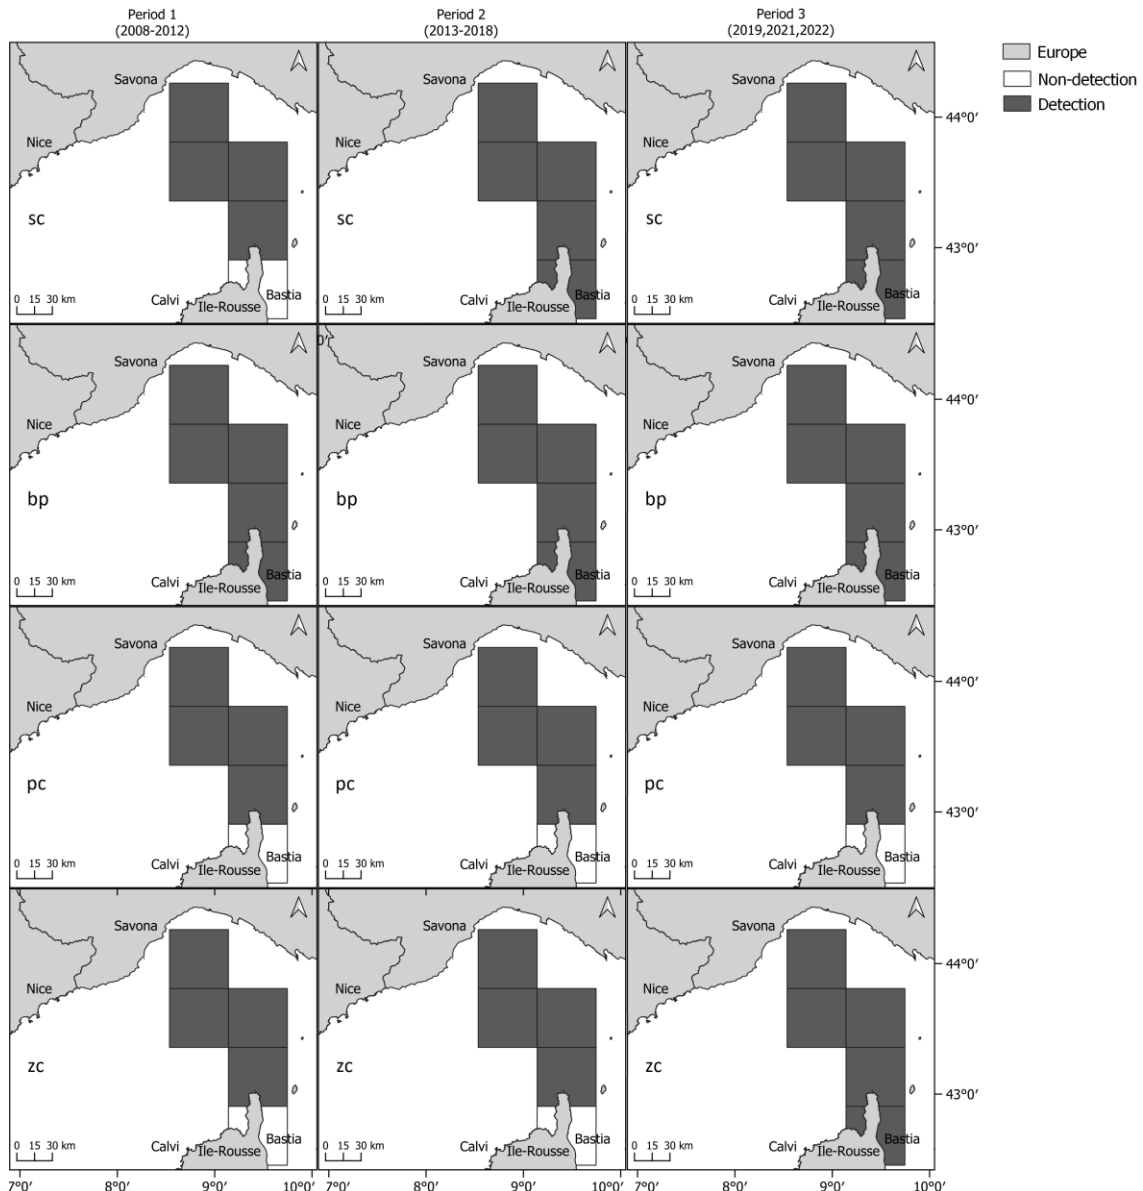 Period 1
(2008-2012)
Period 2
(2013-2018)
Period 3
(2019,2021,2022)
Europe
Non-detection
Detection
Savona
Nice
sc
0 15 30 km
Calvi
Ile-Rousse
Bastia
Savona
Nice
sc
0 15 30 km
Calvi
Ile-Rousse
Bastia
Savona
Nice
sc
0 15 30 km
Calvi
Ile-Rousse
Bastia
44°0'
43°0'
Savona
Nice
bp
0 15 30 km
Calvi
Ile-Rousse
Bastia
0'
Savona
Nice
bp
0 15 30 km
Calvi
Ile-Rousse
Bastia
Savona
Nice
bp
0 15 30 km
Calvi
Ile-Rousse
Bastia
44°0'
43°0'
Savona
Nice
pc
0 15 30 km
Calvi
Ile-Rousse
Bastia
Savona
Nice
pc
0 15 30 km
Calvi
Ile-Rousse
Bastia
Savona
Nice
pc
0 15 30 km
Calvi
Ile-Rousse
Bastia
44°0'
43°0'
Savona
Nice
zc
0 15 30 km
Calvi
Ile-Rousse
Bastia
Savona
Nice
zc
0 15 30 km
Calvi
Ile-Rousse
Bastia
Savona
Nice
zc
0 15 30 km
Calvi
Ile-Rousse
Bastia
44°0'
43°0'
7°0' 8°0' 9°0' 10°0' 8°0' 9°0' 10°0' 8°0' 9°0' 10°0'